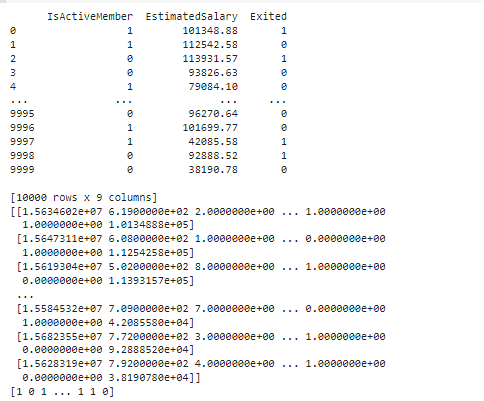 IsActiveMember EstimatedSalary Exited
0 1 101348.88 1
1 1 112542.58 0
2 0 113931.57 1
3 0 93826.63 0
4 1 79084.10 0
... ... ... ...
9995 0 96270.64 0
9996 1 101699.77 0
9997 1 42085.58 1
9998 0 92888.52 1
9999 0 38190.78 0
[10000 rows x 9 columns]
[[1.5634602e+07 6.1900000e+02 2.0000000e+00 ... 1.0000000e+00
1.0000000e+00 1.0134888e+05]
[1.5647311e+07 6.0800000e+02 1.0000000e+00 ... 0.0000000e+00
1.0000000e+00 1.1254258e+05]
[1.5619304e+07 5.0200000e+02 8.0000000e+00 ... 1.0000000e+00
0.0000000e+00 1.1393157e+05]
...
[1.5584532e+07 7.0900000e+02 7.0000000e+00 ... 0.0000000e+00
1.0000000e+00 4.2085580e+04]
[1.5682355e+07 7.7200000e+02 3.0000000e+00 ... 1.0000000e+00
0.0000000e+00 9.2888520e+04]
[1.5628319e+07 7.9200000e+02 4.0000000e+00 ... 1.0000000e+00
0.0000000e+00 3.8190780e+04]]
[1 0 1 ... 1 1 0]